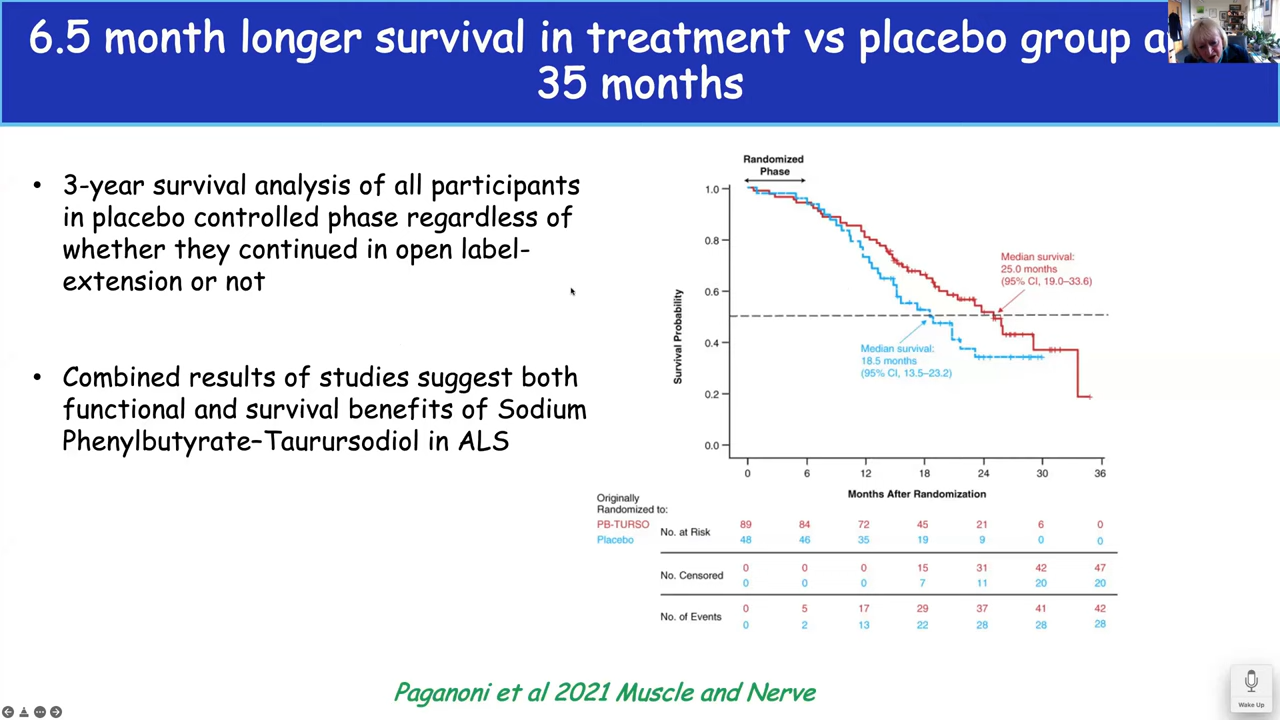 6.5 month longer survival in treatment vs placebo group a
35 months
• 3-year survival analysis of all participants
in placebo controlled phase regardless of
whether they continued in open label-
extension or not
• Combined results of studies suggest both
functional and survival benefits of Sodium
Phenylbutyrate–Taurursodiol in ALS
Randomized
Phase
1.0
0.8
0.6
0.4
0.2
0.0
Survival Probability
Median survival:
25.0 months
(95% CI, 19.0–33.6)
Median survival:
18.5 months
(95% CI, 13.5–23.2)
0 6 12 18 24 30 36
Months After Randomization
Originally
Randomized to:
PB-TURSO
Placebo
No. at Risk
89 84 72 45 21 6 0
48 46 35 19 9 0 0
No. Censored
0 0 0 15 31 42 47
0 0 0 7 11 20 20
No. of Events
0 5 17 29 37 41 42
0 2 13 22 28 28 28
Paganoni et al 2021 Muscle and Nerve
Wake Up